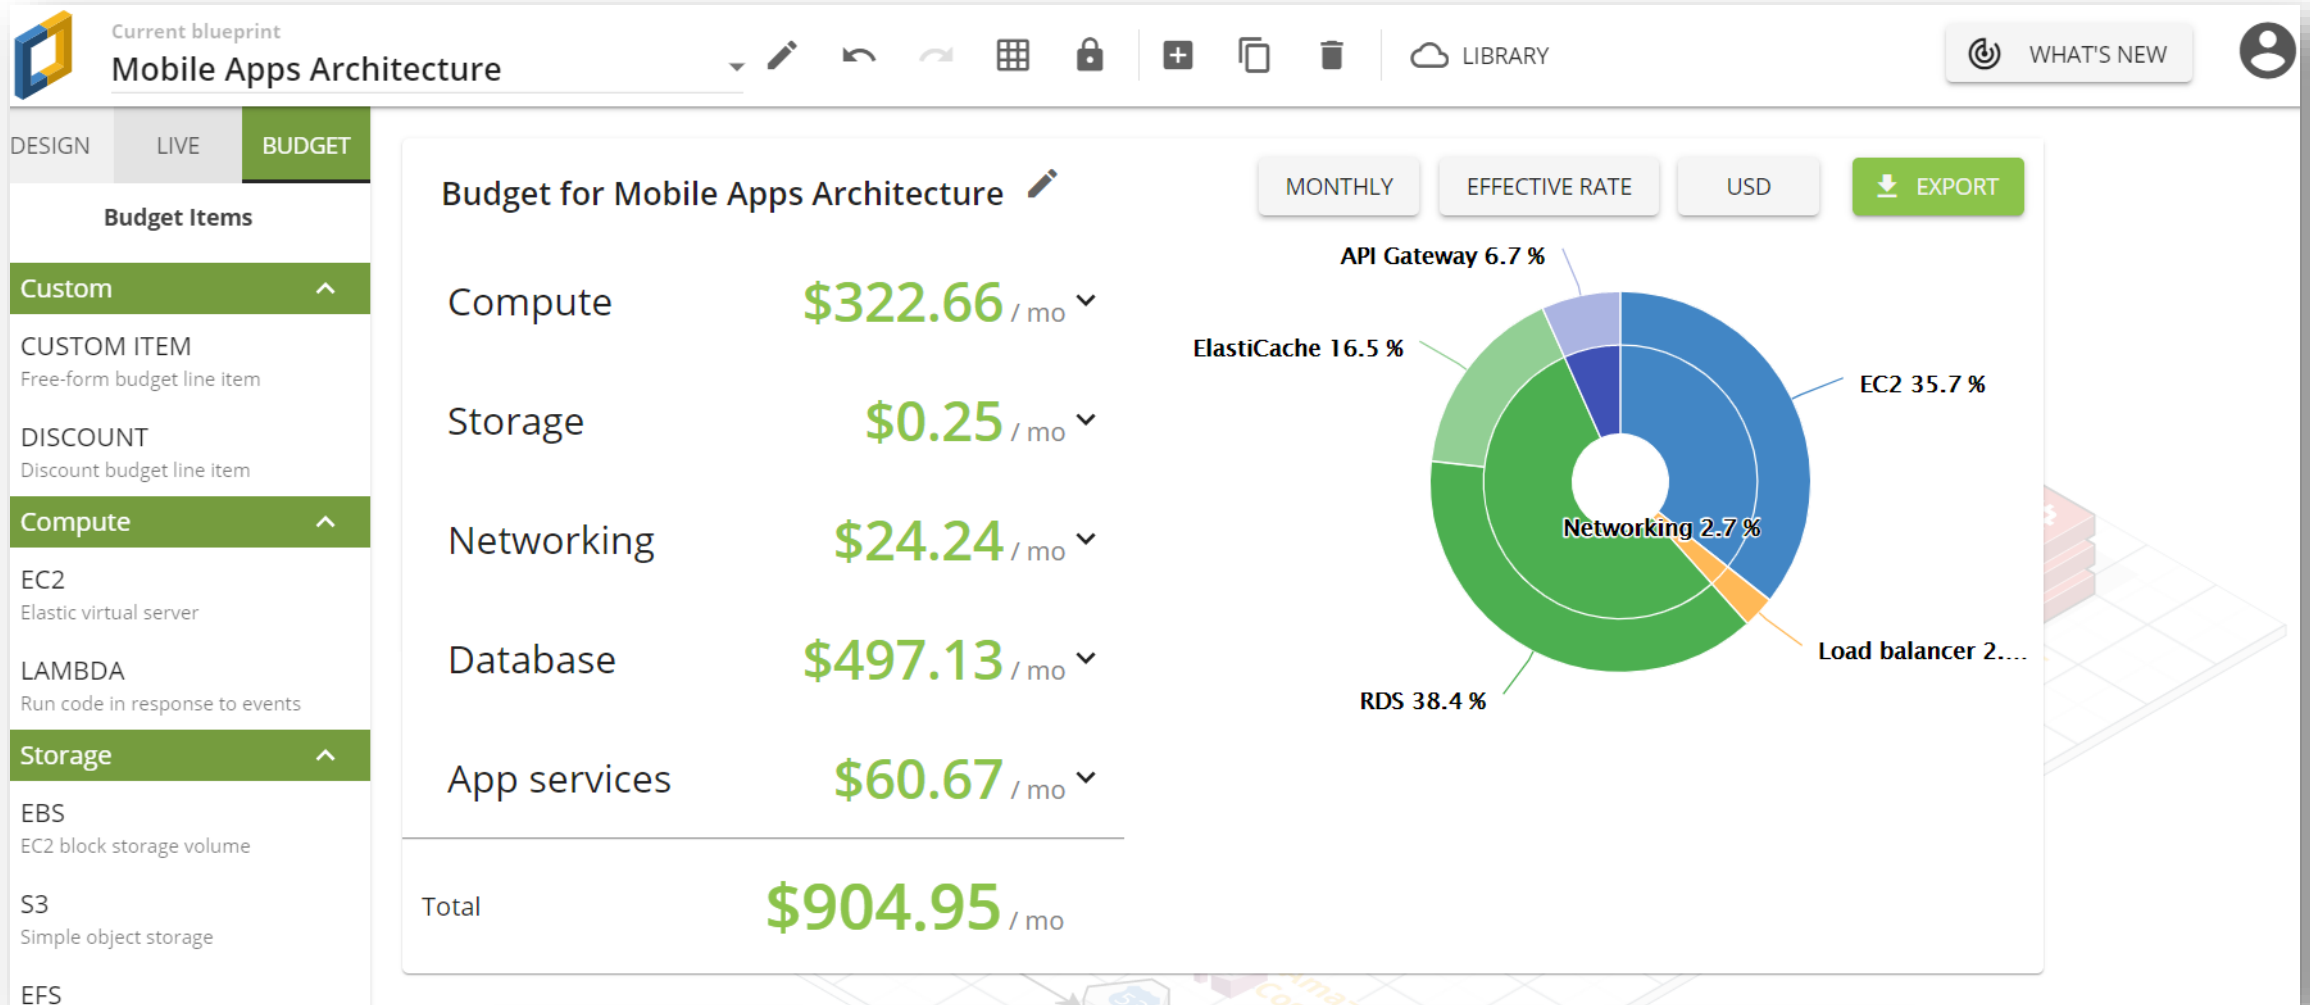 Current blueprint
Mobile Apps Architecture
LIBRARY
WHAT'S NEW
DESIGN
LIVE
BUDGET
Budget Items
Custom
CUSTOM ITEM
Free-form budget line item
DISCOUNT
Discount budget line item
Compute
EC2
Elastic virtual server
LAMBDA
Run code in response to events
Storage
EBS
EC2 block storage volume
S3
Simple object storage
EFS
Budget for Mobile Apps Architecture
MONTHLY
EFFECTIVE RATE
USD
EXPORT
Compute $322.66 / mo
Storage $0.25 / mo
Networking $24.24 / mo
Database $497.13 / mo
App services $60.67 / mo
Total $904.95 / mo
API Gateway 6.7 %
ElastiCache 16.5 %
EC2 35.7 %
Networking 2.7 %
Load balancer 2....
RDS 38.4 %